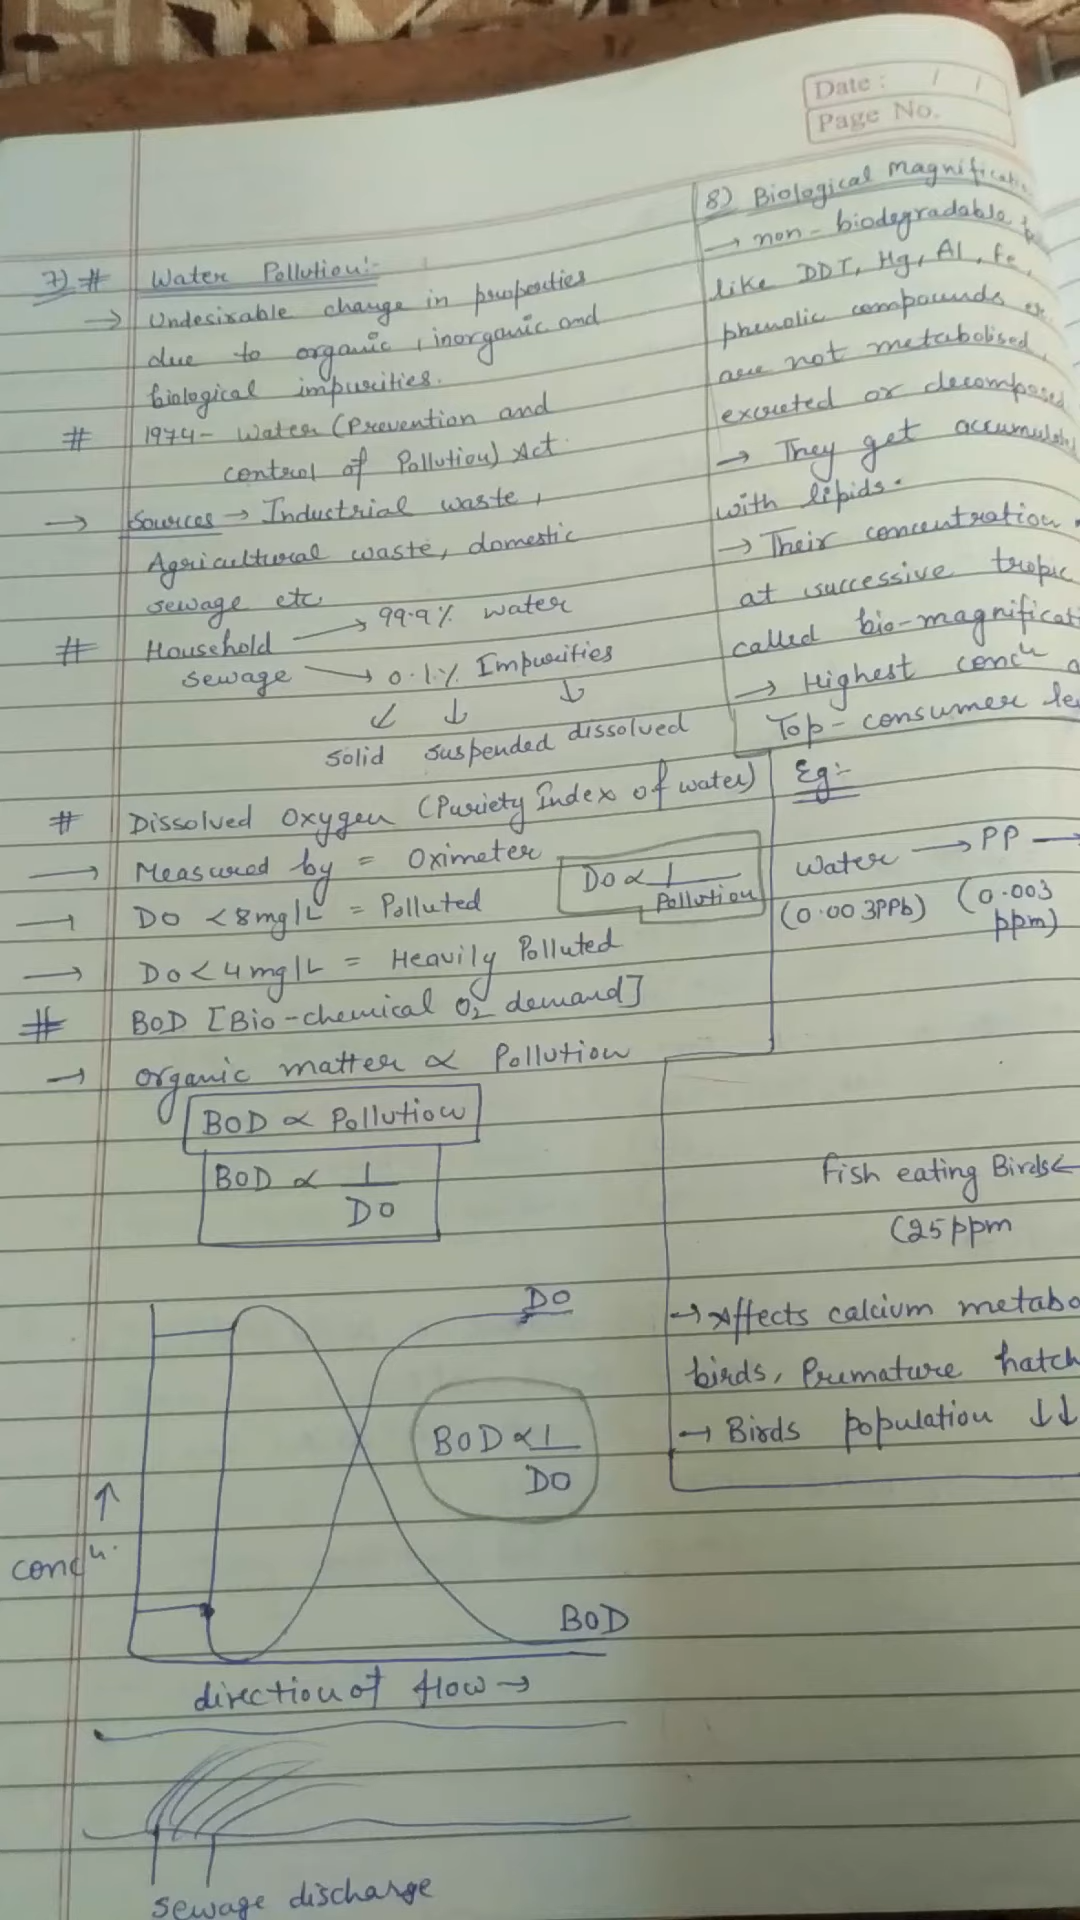 Date : / /
Page No.
7) # Water Pollution:-
→ Undesirable change in properties
due to organic, inorganic and
biological impurities.
# 1974- Water (Prevention and
control of Pollution) Act.
→ Sources → Industrial waste,
Agricultural waste, domestic
sewage etc.
# Household → 99.9% water
sewage → 0.1% Impurities
↙ ↓ ↓
Solid suspended dissolved
# Dissolved Oxygen (Puriety Index of water)
→ Measured by = Oximeter
DO ∝ 1/Pollution
→ DO < 8mg/L = Polluted
→ DO < 4mg/L = Heavily Polluted
# BOD [Bio-chemical O2 demand]
→ organic matter ∝ Pollution
BOD ∝ Pollution
BOD ∝ 1/DO
DO
BOD ∝ 1/DO
↑
concn.
BOD
direction of flow →
sewage discharge
8) Biological Magnific
→ non-biodegradable
like DDT, Hg, Al, Fe,
phenolic compounds
are not metabolised,
excreted or decomposed
→ They get accumulated
with lipids.
→ Their concentration
at successive tropic
called bio-magnificat
→ Highest concn
Top-consumer le
Eg:-
Water → PP →
(0.003PPb) (0.003
ppm)
Fish eating Birds ←
(25 ppm
→ Affects calcium metabo
birds, Premature hatch
→ Birds population ↓↓